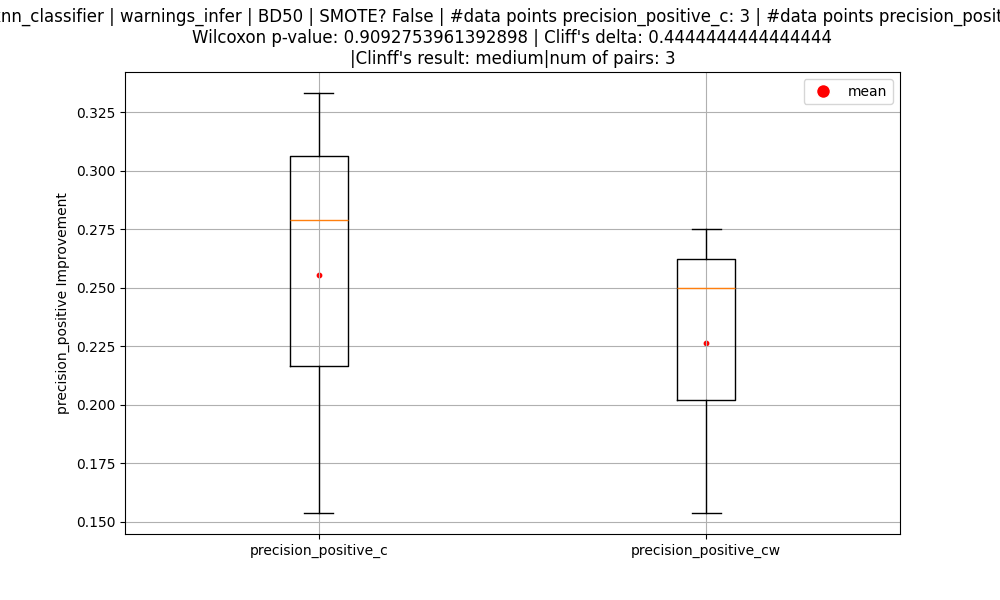 nn_classifier | warnings_infer | BD50 | SMOTE? False | #data points precision_positive_c: 3 | #data points precision_posit
Wilcoxon p-value: 0.9092753961392898 | Cliff's delta: 0.4444444444444444
|Clinff's result: medium|num of pairs: 3
mean
0.325
0.300
0.275
0.250
0.225
0.200
0.175
0.150
precision_positive Improvement
precision_positive_c
precision_positive_cw